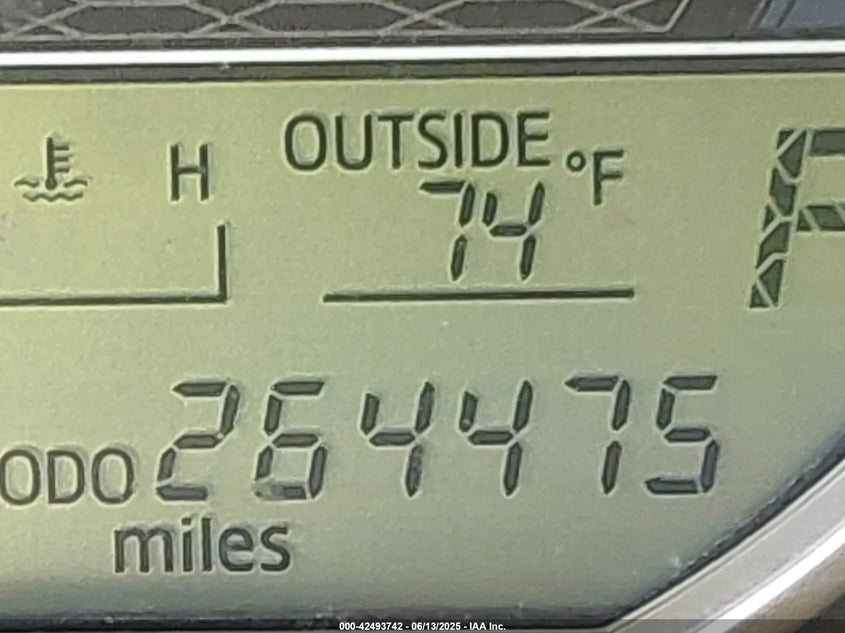 OUTSIDE
H
°F
74
P
ODO 264475
miles
000-42493742 - 06/13/2025 - IAA Inc.